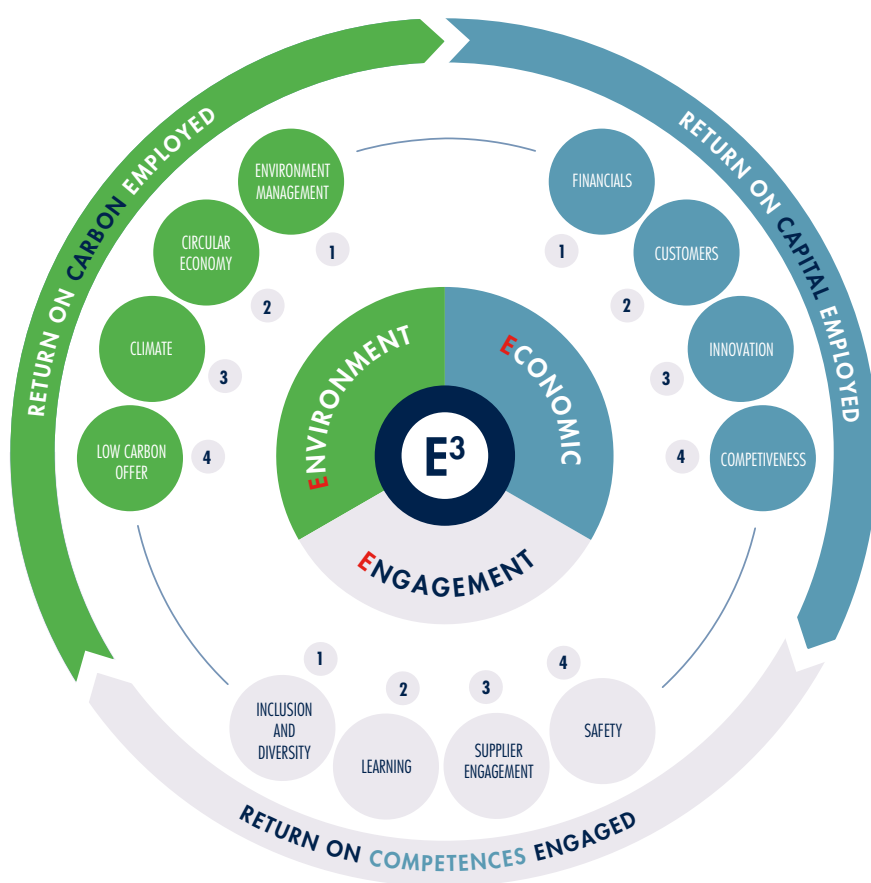 RETURN ON CARBON EMPLOYED
RETURN ON CAPITAL EMPLOYED
ENVIRONMENT
MANAGEMENT
1
CIRCULAR
ECONOMY
2
CLIMATE
3
LOW CARBON
OFFER
4
FINANCIALS
1
CUSTOMERS
2
INNOVATION
3
COMPETIVENESS
4
ENVIRONMENT
ECONOMIC
E³
ENGAGEMENT
1
INCLUSION
AND
DIVERSITY
2
LEARNING
3
SUPPLIER
ENGAGEMENT
4
SAFETY
RETURN ON COMPETENCES ENGAGED